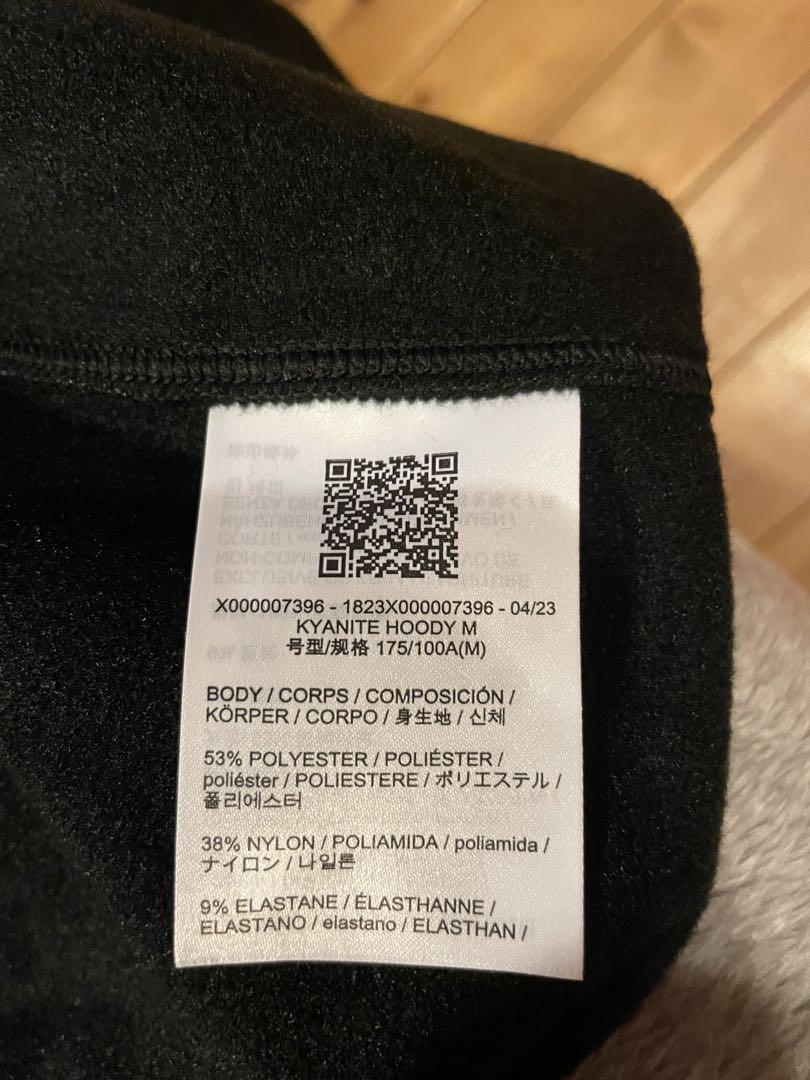 X000007396 - 1823X000007396 - 04/23
KYANITE HOODY M
号型/规格 175/100A(M)
BODY / CORPS / COMPOSICIÓN /
KÖRPER / CORPO / 身生地 / 신체
53% POLYESTER / POLIÉSTER /
poliéster / POLIESTERE / ポリエステル /
폴리에스터
38% NYLON / POLIAMIDA / poliamida /
ナイロン / 나일론
9% ELASTANE / ÉLASTHANNE /
ELASTANO / elastano / ELASTHAN /